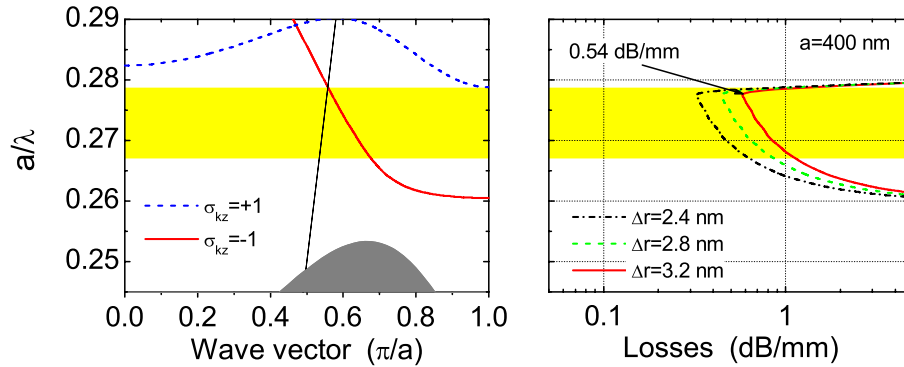 0.29
0.28
0.27
0.26
0.25
a/λ
σkz=+1
σkz=-1
0.0 0.2 0.4 0.6 0.8 1.0
Wave vector (π/a)
0.54 dB/mm
a=400 nm
Δr=2.4 nm
Δr=2.8 nm
Δr=3.2 nm
0.1 1
Losses (dB/mm)